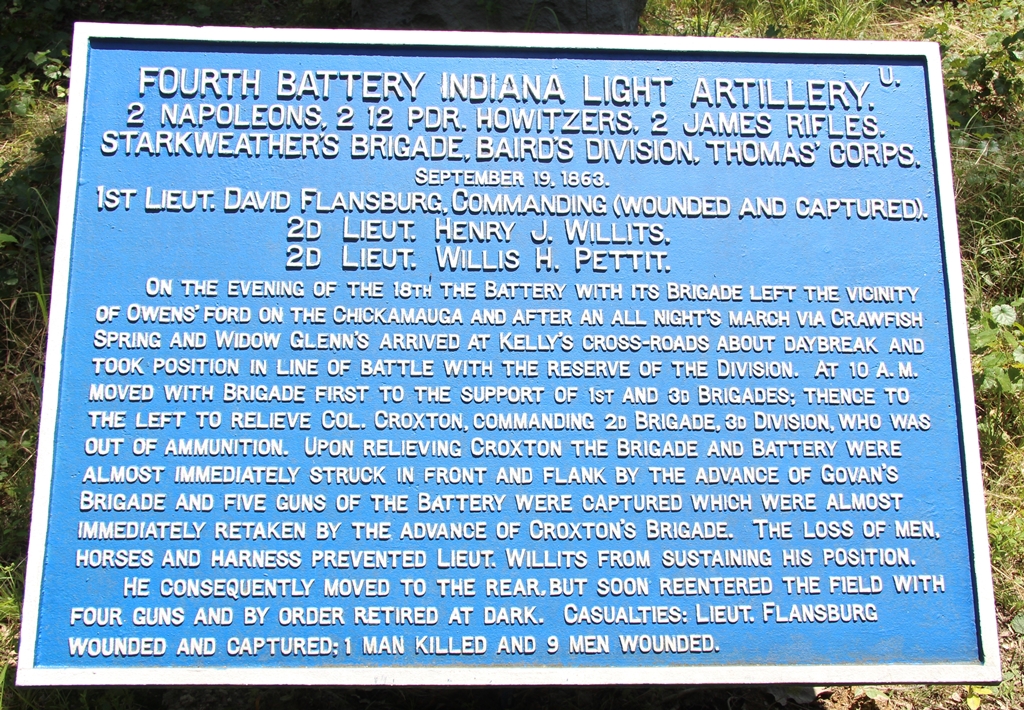 FOURTH BATTERY INDIANA LIGHT ARTILLERY. U.
2 NAPOLEONS, 2 12 PDR. HOWITZERS, 2 JAMES RIFLES.
STARKWEATHER'S BRIGADE, BAIRD'S DIVISION, THOMAS' CORPS.
SEPTEMBER 19, 1863.
1ST LIEUT. DAVID FLANSBURG, COMMANDING (WOUNDED AND CAPTURED).
2D LIEUT. HENRY J. WILLITS.
2D LIEUT. WILLIS H. PETTIT.
ON THE EVENING OF THE 18TH THE BATTERY WITH ITS BRIGADE LEFT THE VICINITY
OF OWENS' FORD ON THE CHICKAMAUGA AND AFTER AN ALL NIGHT'S MARCH VIA CRAWFISH
SPRING AND WIDOW GLENN'S ARRIVED AT KELLY'S CROSS-ROADS ABOUT DAYBREAK AND
TOOK POSITION IN LINE OF BATTLE WITH THE RESERVE OF THE DIVISION. AT 10 A.M.
MOVED WITH BRIGADE FIRST TO THE SUPPORT OF 1ST AND 3D BRIGADES; THENCE TO
THE LEFT TO RELIEVE COL. CROXTON, COMMANDING 2D BRIGADE, 3D DIVISION, WHO WAS
OUT OF AMMUNITION. UPON RELIEVING CROXTON THE BRIGADE AND BATTERY WERE
ALMOST IMMEDIATELY STRUCK IN FRONT AND FLANK BY THE ADVANCE OF GOVAN'S
BRIGADE AND FIVE GUNS OF THE BATTERY WERE CAPTURED WHICH WERE ALMOST
IMMEDIATELY RETAKEN BY THE ADVANCE OF CROXTON'S BRIGADE. THE LOSS OF MEN,
HORSES AND HARNESS PREVENTED LIEUT. WILLITS FROM SUSTAINING HIS POSITION.
HE CONSEQUENTLY MOVED TO THE REAR, BUT SOON REENTERED THE FIELD WITH
FOUR GUNS AND BY ORDER RETIRED AT DARK. CASUALTIES: LIEUT. FLANSBURG
WOUNDED AND CAPTURED; 1 MAN KILLED AND 9 MEN WOUNDED.